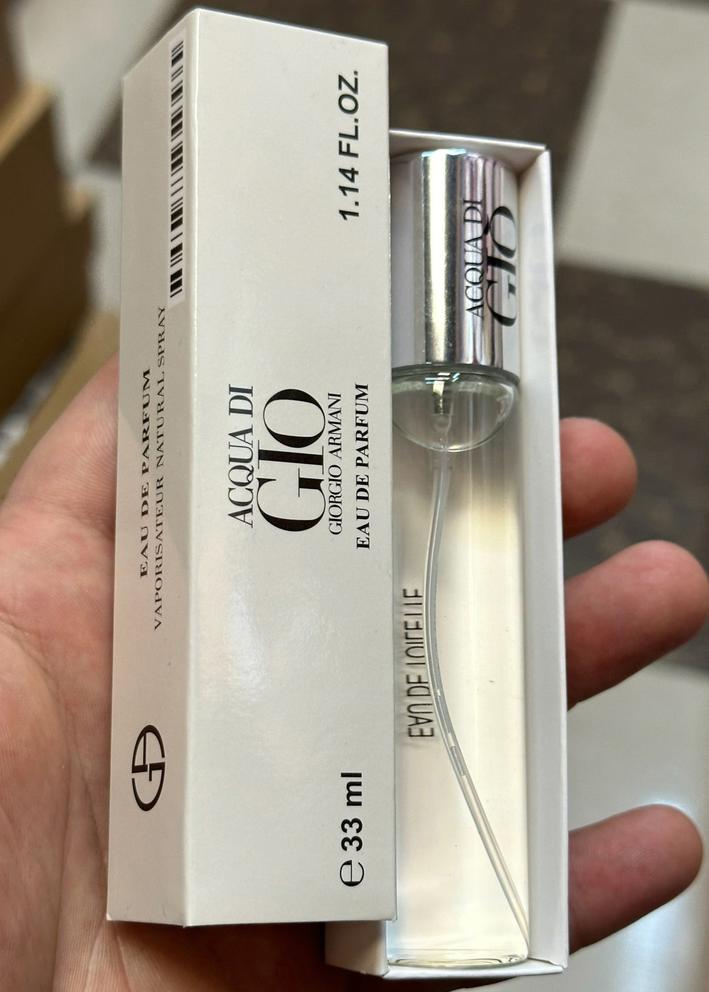 EAU DE PARFUM
VAPORISATEUR NATURAL SPRAY
ACQUA DI
GIO
GIORGIO ARMANI
EAU DE PARFUM
1.14 FL.OZ.
℮ 33 ml
ACQUA DI
GIO
EAU DE TOILETTE